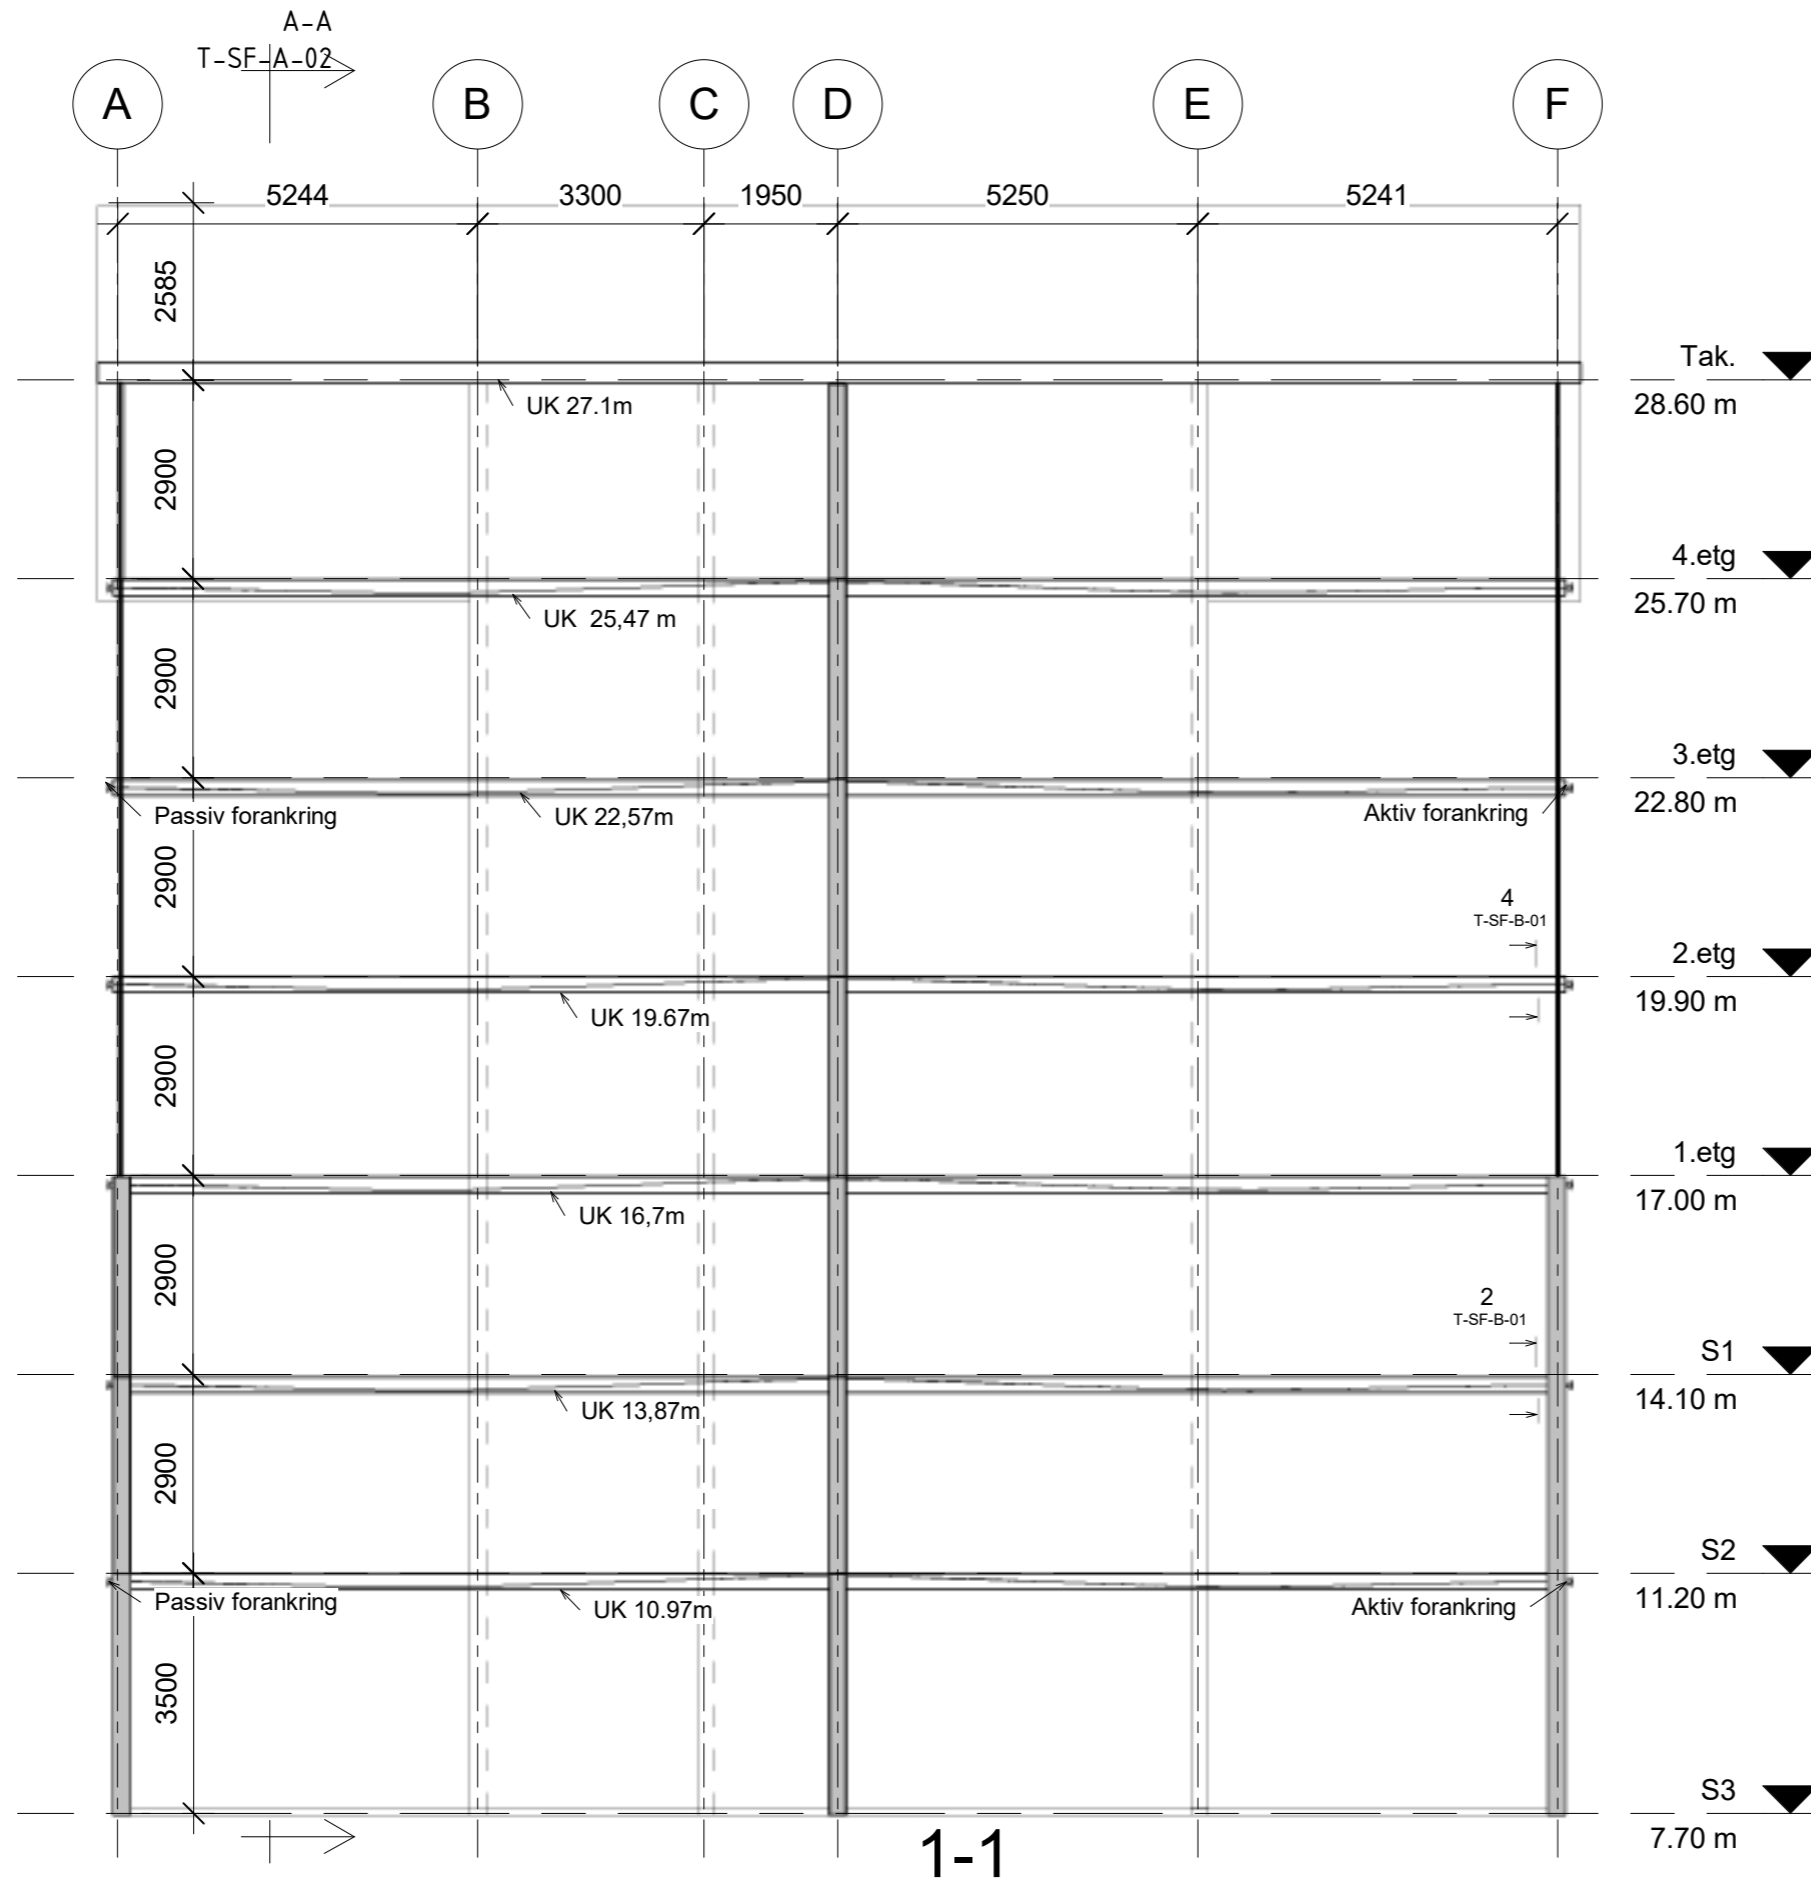 A-A
T-SF-A-02
A
B
C
D
E
F
5244
3300
1950
5250
5241
2585
Tak.
28.60 m
UK 27.1m
2900
4.etg
25.70 m
UK 25,47 m
2900
3.etg
22.80 m
Passiv forankring
UK 22,57m
Aktiv forankring
2900
4
T-SF-B-01
2.etg
19.90 m
UK 19.67m
2900
1.etg
17.00 m
UK 16,7m
2900
2
T-SF-B-01
S1
14.10 m
UK 13,87m
2900
S2
11.20 m
Passiv forankring
UK 10.97m
Aktiv forankring
3500
S3
7.70 m
1-1